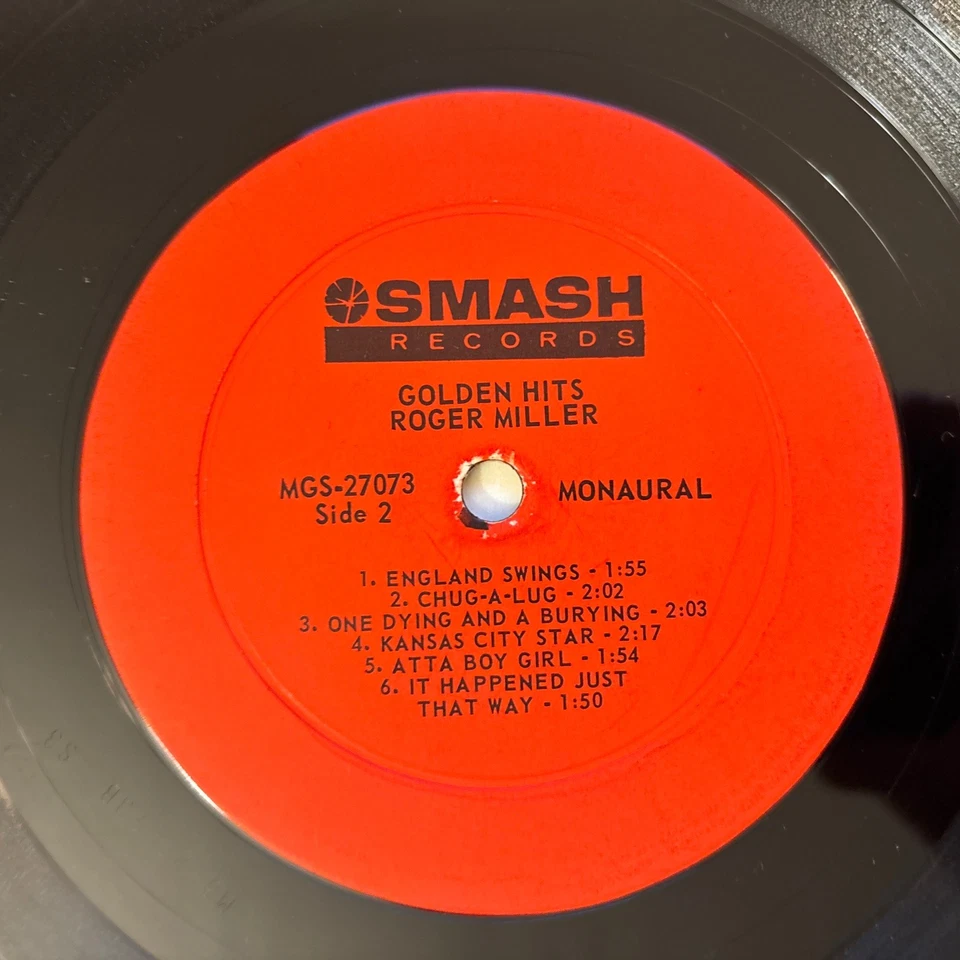 SMASH
RECORDS
GOLDEN HITS
ROGER MILLER
MGS-27073 MONAURAL
Side 2
1. ENGLAND SWINGS - 1:55
2. CHUG-A-LUG - 2:02
3. ONE DYING AND A BURYING - 2:03
4. KANSAS CITY STAR - 2:17
5. ATTA BOY GIRL - 1:54
6. IT HAPPENED JUST
THAT WAY - 1:50